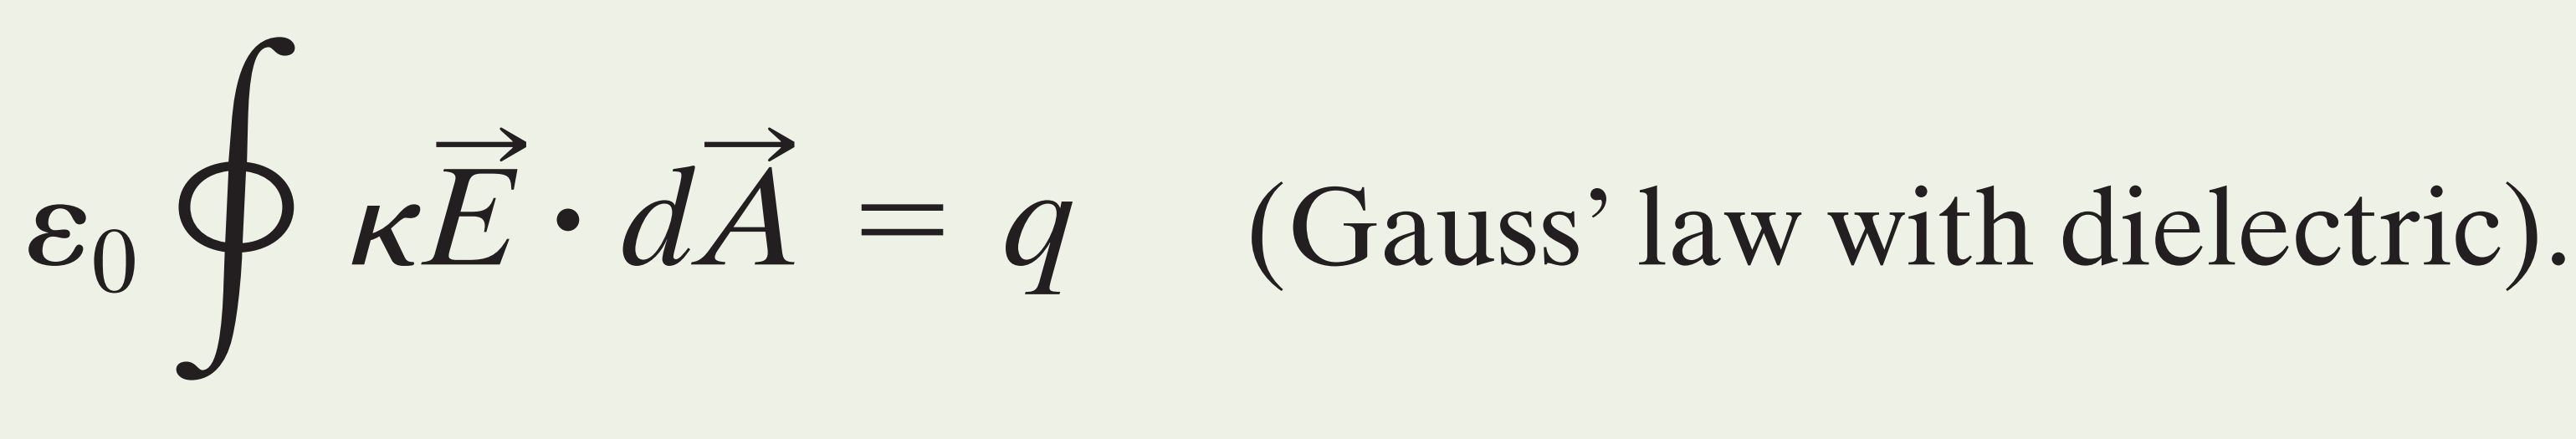 ε₀ ∮ κE⃗ · dA⃗ = q (Gauss’ law with dielectric).